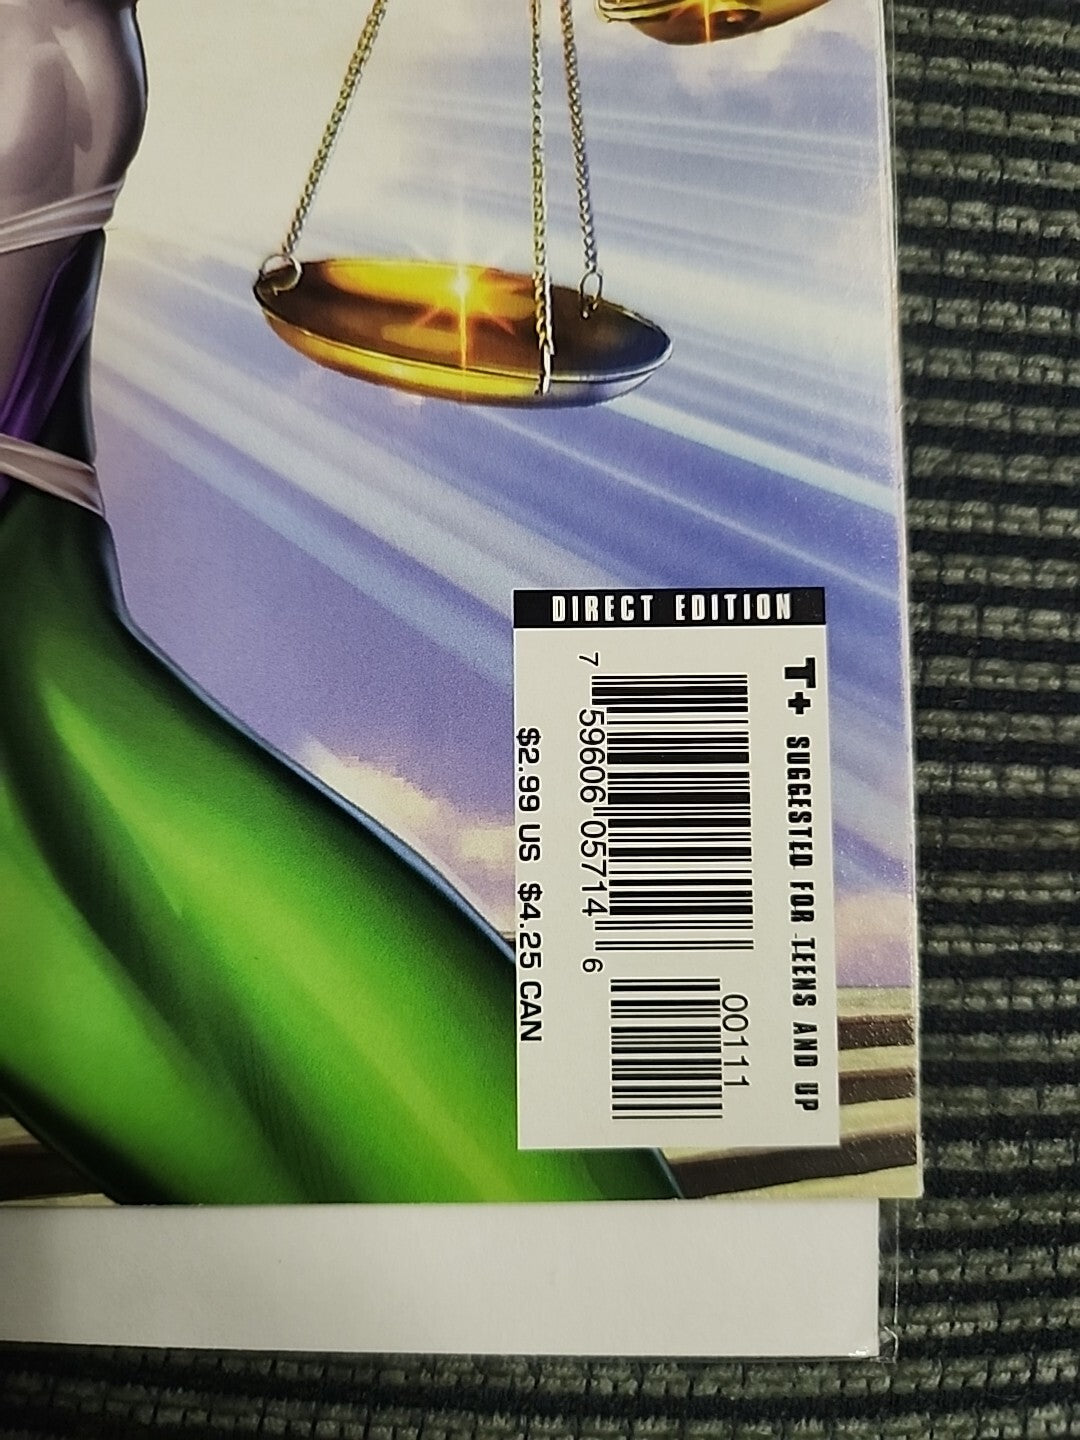 DIRECT EDITION
T+ SUGGESTED FOR TEENS AND UP
00111
7 59606 05714 6
$2.99 US $4.25 CAN